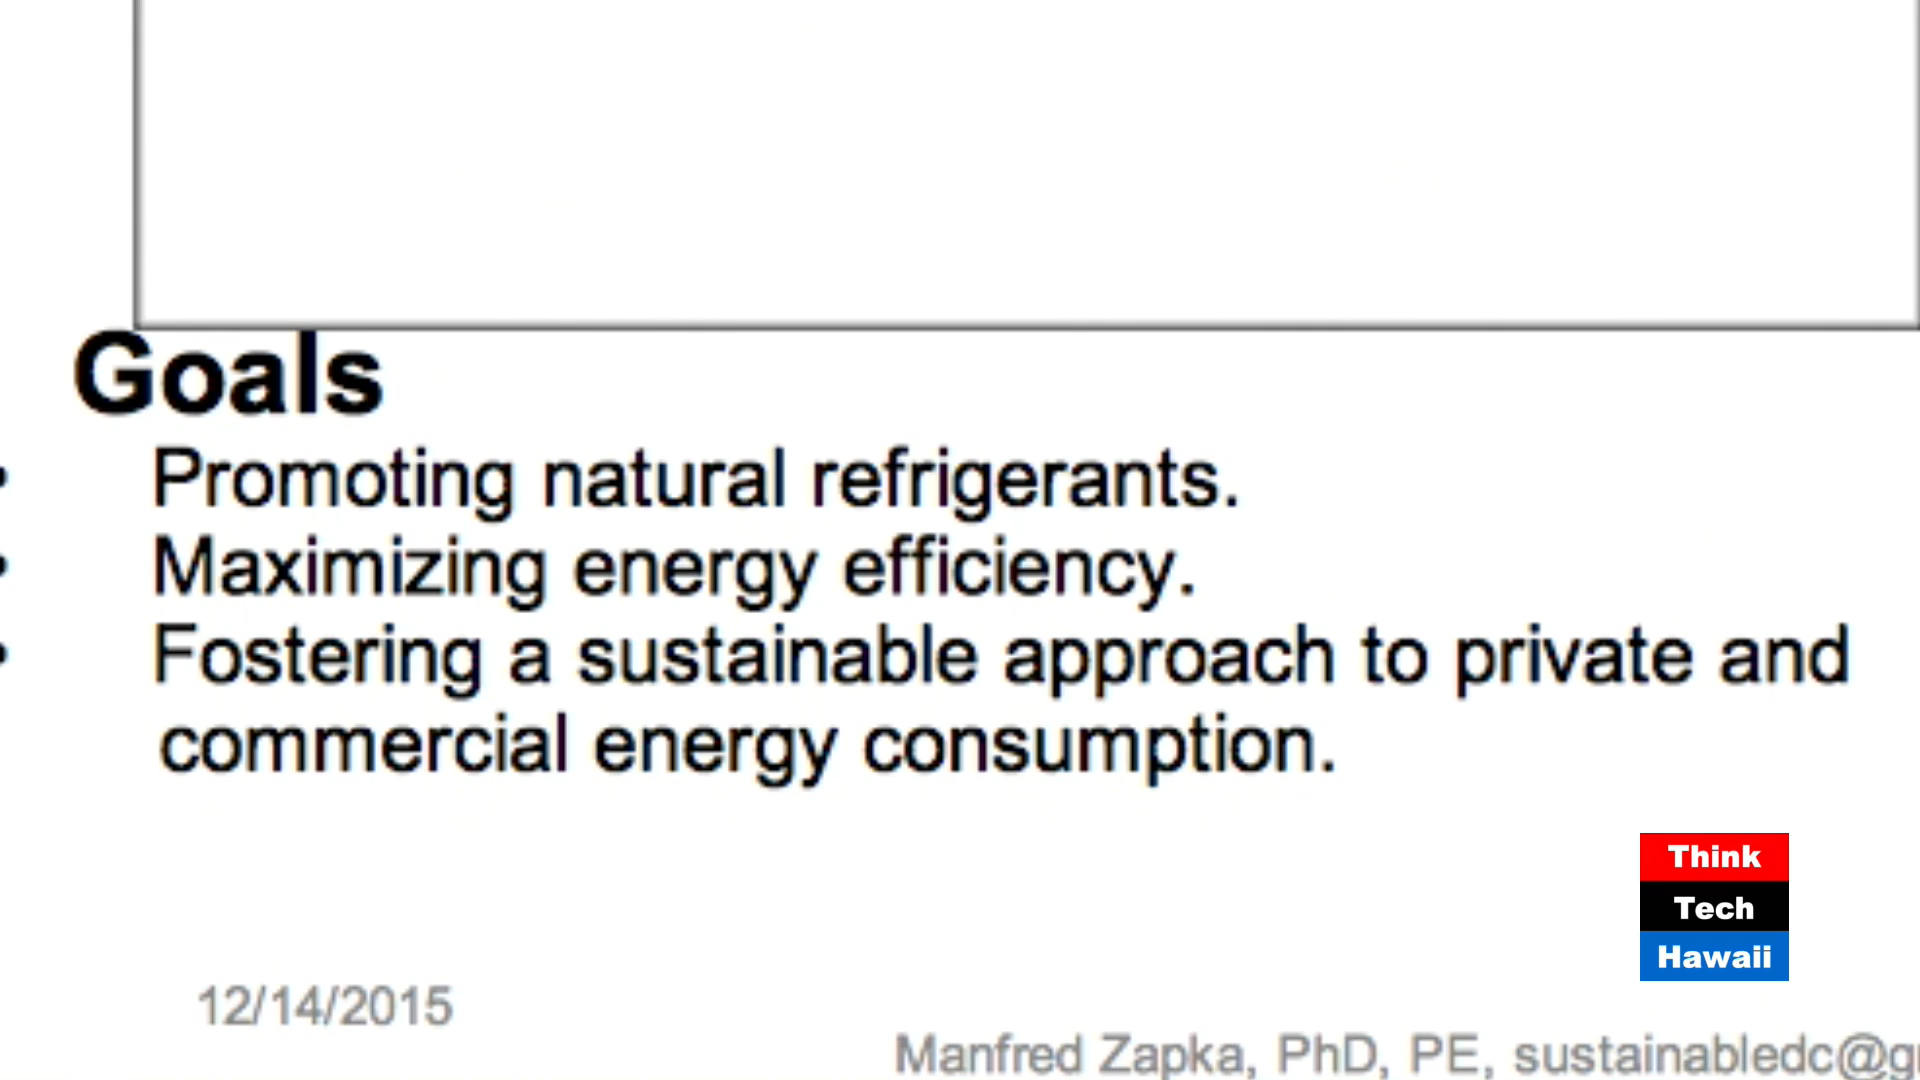 Goals
• Promoting natural refrigerants.
• Maximizing energy efficiency.
• Fostering a sustainable approach to private and
commercial energy consumption.
Think
Tech
Hawaii
12/14/2015
Manfred Zapka, PhD, PE,